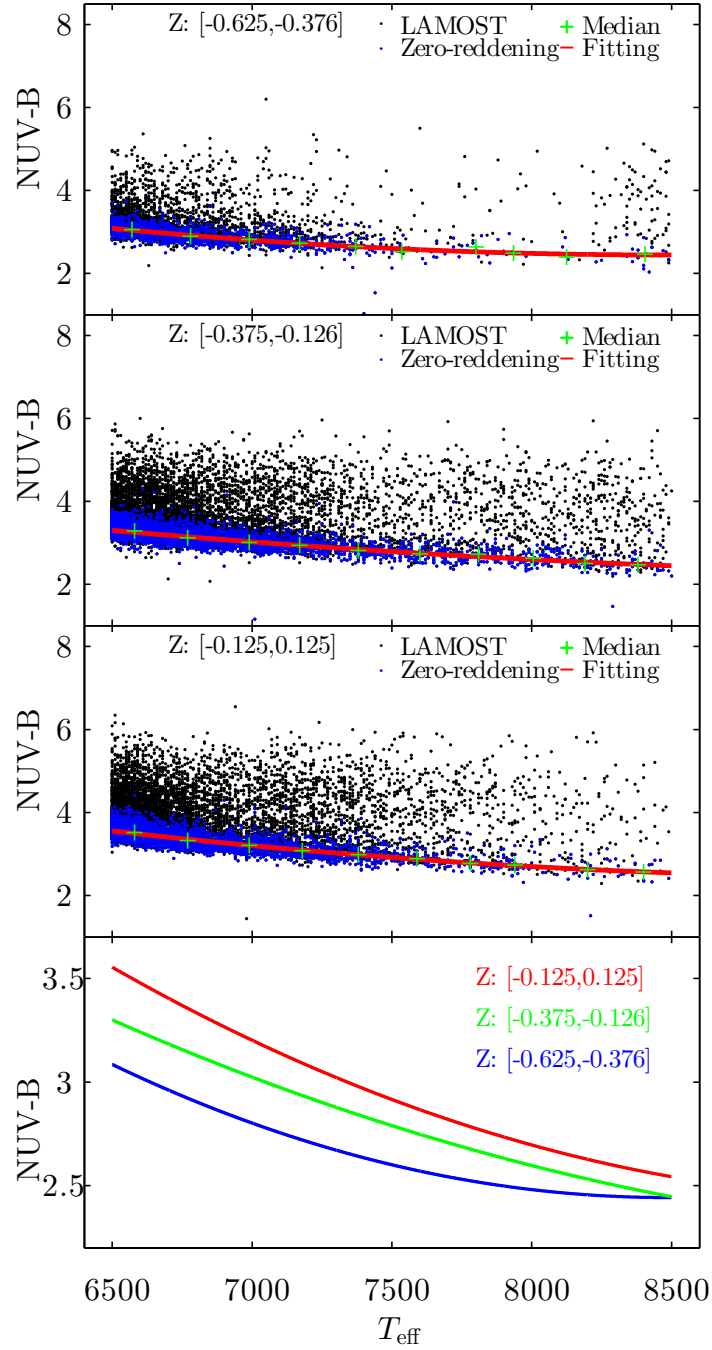 8
6
4
2
NUV-B
Z: [-0.625,-0.376]
LAMOST
Median
Zero-reddening
Fitting
8
6
4
2
NUV-B
Z: [-0.375,-0.126]
LAMOST
Median
Zero-reddening
Fitting
8
6
4
2
NUV-B
Z: [-0.125,0.125]
LAMOST
Median
Zero-reddening
Fitting
3.5
3
2.5
NUV-B
Z: [-0.125,0.125]
Z: [-0.375,-0.126]
Z: [-0.625,-0.376]
6500 7000 7500 8000 8500
Teff